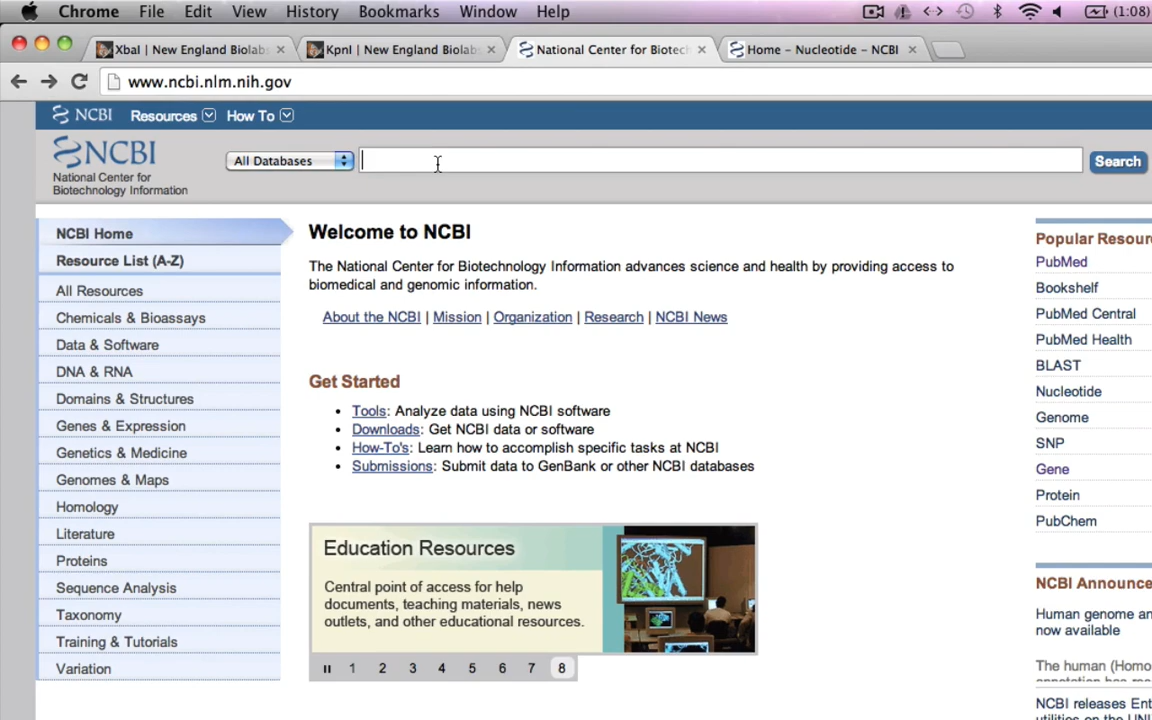 Chrome File Edit View History Bookmarks Window Help (1:08)
XbaI | New England Biolabs
KpnI | New England Biolabs
National Center for Biotech
Home – Nucleotide – NCBI
www.ncbi.nlm.nih.gov
NCBI Resources How To
NCBI
National Center for
Biotechnology Information
All Databases
Search
NCBI Home
Resource List (A-Z)
All Resources
Chemicals & Bioassays
Data & Software
DNA & RNA
Domains & Structures
Genes & Expression
Genetics & Medicine
Genomes & Maps
Homology
Literature
Proteins
Sequence Analysis
Taxonomy
Training & Tutorials
Variation
Welcome to NCBI
The National Center for Biotechnology Information advances science and health by providing access to
biomedical and genomic information.
About the NCBI | Mission | Organization | Research | NCBI News
Get Started
• Tools: Analyze data using NCBI software
• Downloads: Get NCBI data or software
• How-To's: Learn how to accomplish specific tasks at NCBI
• Submissions: Submit data to GenBank or other NCBI databases
Education Resources
Central point of access for help
documents, teaching materials, news
outlets, and other educational resources.
1 2 3 4 5 6 7 8
Popular Resour
PubMed
Bookshelf
PubMed Central
PubMed Health
BLAST
Nucleotide
Genome
SNP
Gene
Protein
PubChem
NCBI Announce
Human genome an
now available
The human (Homo
NCBI releases Ent